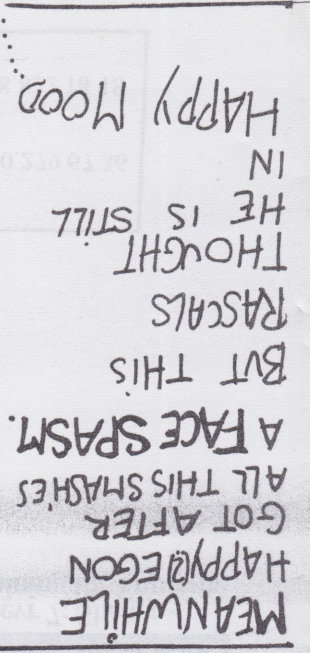 MEANWHILE
HAPPY(2)EGON
GOT AFTER
ALL THIS SMASHES
A FACE SPASM.
BUT THIS
RASCALS
THOUGHT
HE IS STILL
IN
HAPPY MOOD